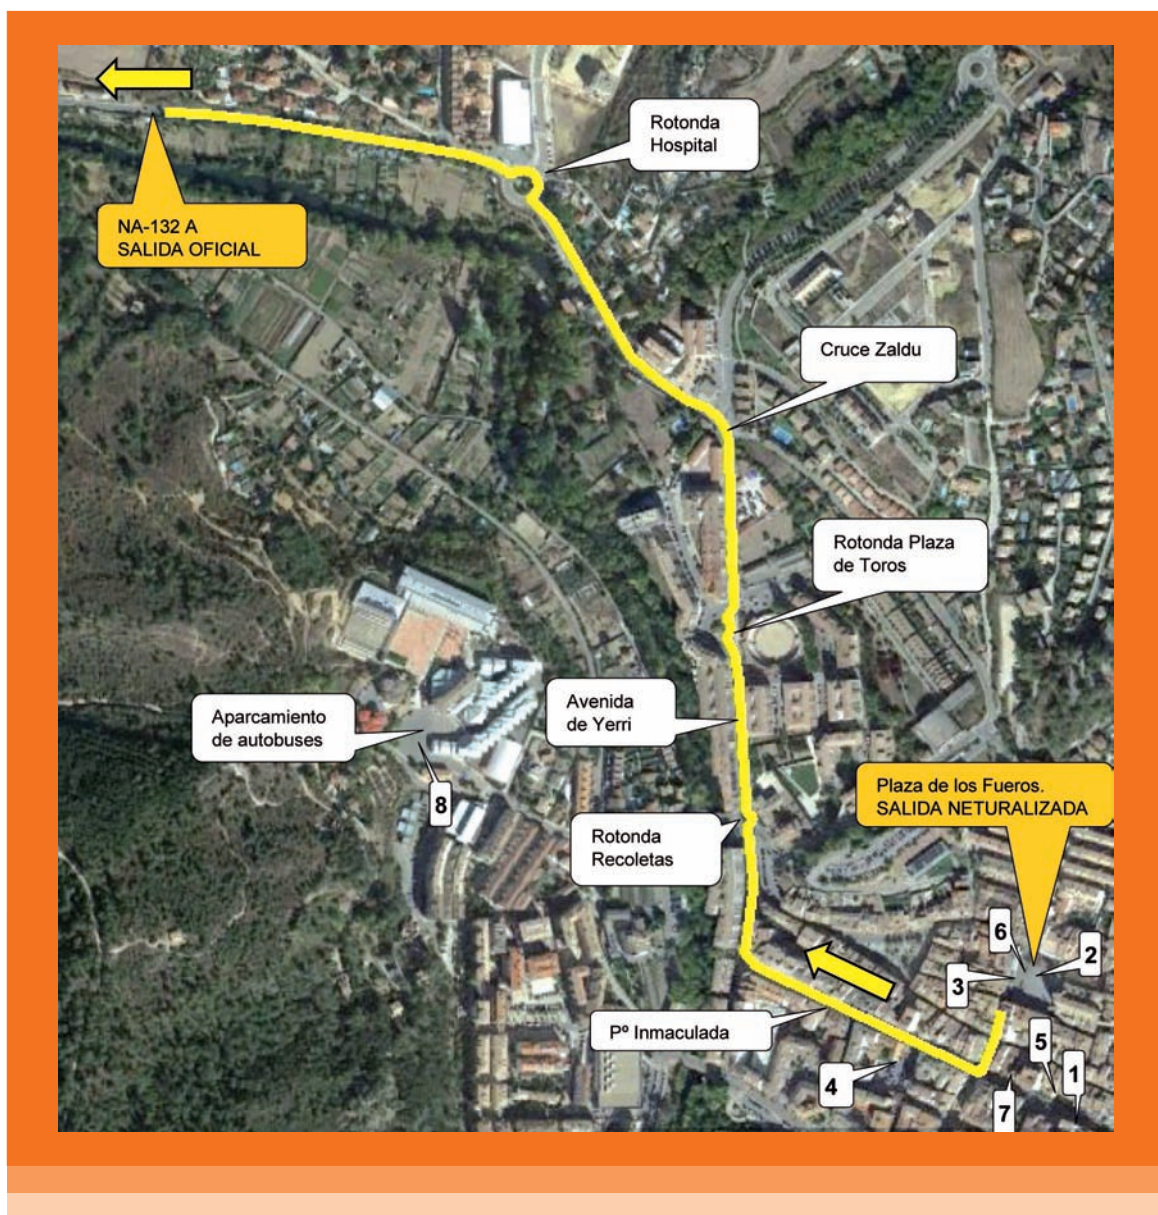 Rotonda
Hospital
NA-132 A
SALIDA OFICIAL
Cruce Zaldu
Rotonda Plaza
de Toros
Avenida
de Yerri
Aparcamiento
de autobuses
8
Plaza de los Fueros.
SALIDA NETURALIZADA
Rotonda
Recoletas
6
2
3
Pº Inmaculada
5
4
1
7